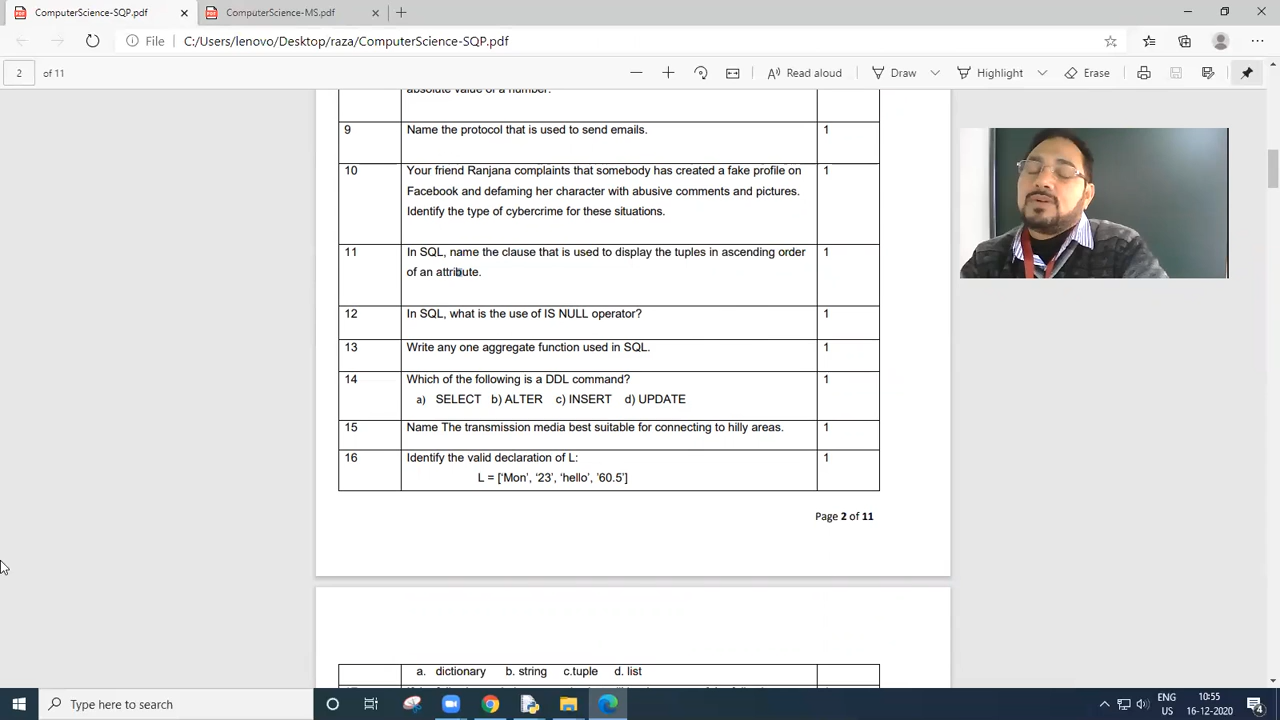 ComputerScience-SQP.pdf
ComputerScience-MS.pdf
File
C:/Users/lenovo/Desktop/raza/ComputerScience-SQP.pdf
2
of 11
Read aloud
Draw
Highlight
Erase
absolute value of a number.
9
Name the protocol that is used to send emails.
1
10
Your friend Ranjana complaints that somebody has created a fake profile on
Facebook and defaming her character with abusive comments and pictures.
Identify the type of cybercrime for these situations.
1
11
In SQL, name the clause that is used to display the tuples in ascending order
of an attribute.
1
12
In SQL, what is the use of IS NULL operator?
1
13
Write any one aggregate function used in SQL.
1
14
Which of the following is a DDL command?
a) SELECT b) ALTER c) INSERT d) UPDATE
1
15
Name The transmission media best suitable for connecting to hilly areas.
1
16
Identify the valid declaration of L:
L = [‘Mon’, ‘23’, ‘hello’, ’60.5’]
1
Page 2 of 11
a. dictionary b. string c.tuple d. list
Type here to search
ENG
US
10:55
16-12-2020